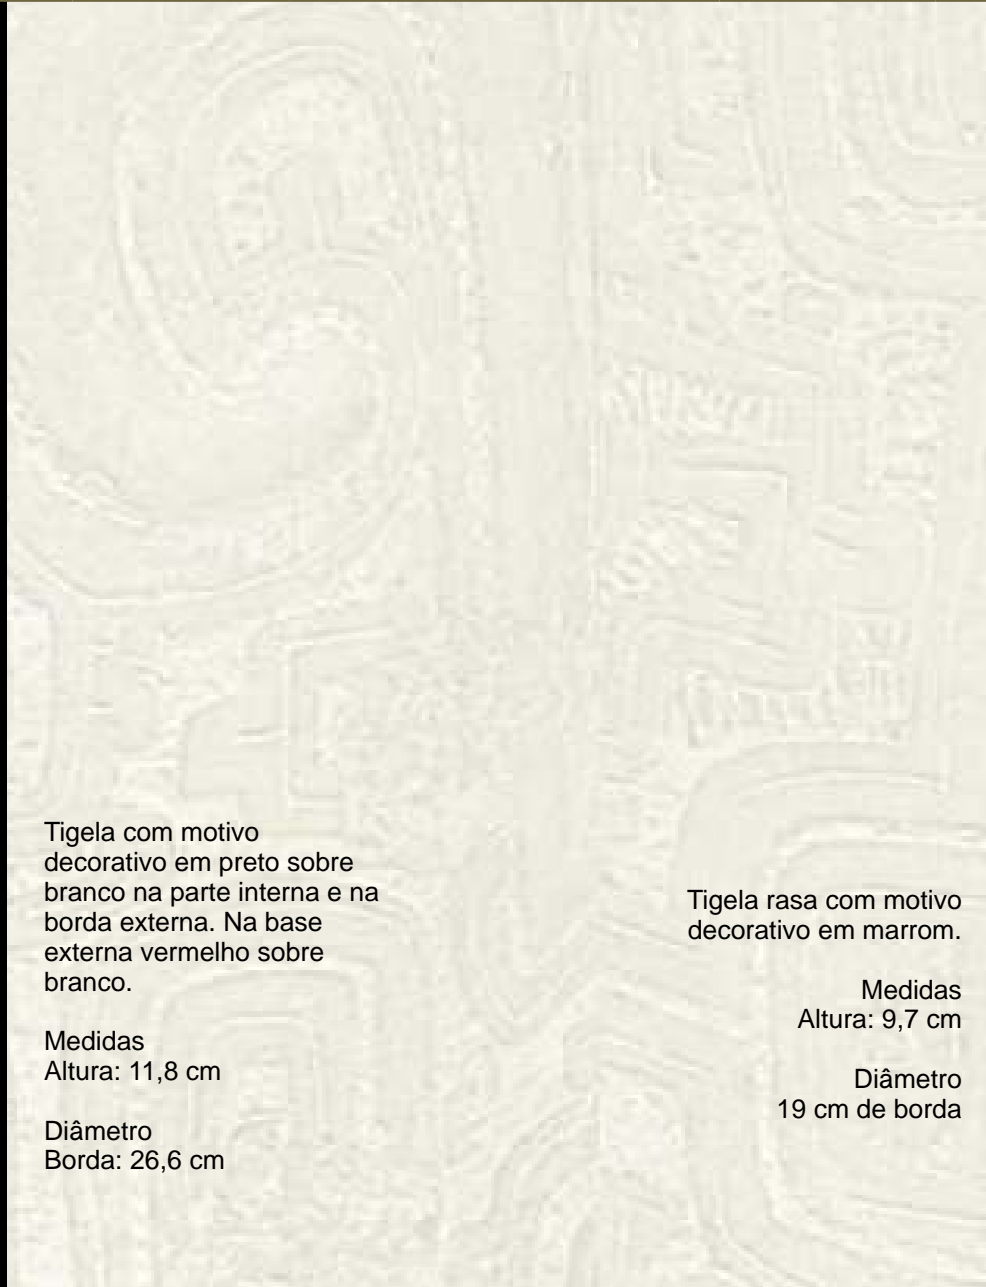 Tigela com motivo
decorativo em preto sobre
branco na parte interna e na
borda externa. Na base
externa vermelho sobre
branco.
Medidas
Altura: 11,8 cm
Diâmetro
Borda: 26,6 cm
Tigela rasa com motivo
decorativo em marrom.
Medidas
Altura: 9,7 cm
Diâmetro
19 cm de borda